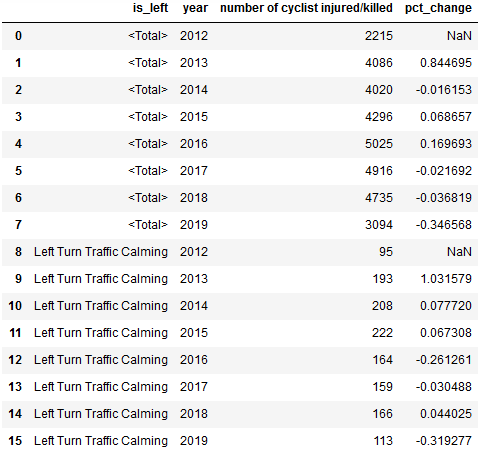 is_left year number of cyclist injured/killed pct_change
0 <Total> 2012 2215 NaN
1 <Total> 2013 4086 0.844695
2 <Total> 2014 4020 -0.016153
3 <Total> 2015 4296 0.068657
4 <Total> 2016 5025 0.169693
5 <Total> 2017 4916 -0.021692
6 <Total> 2018 4735 -0.036819
7 <Total> 2019 3094 -0.346568
8 Left Turn Traffic Calming 2012 95 NaN
9 Left Turn Traffic Calming 2013 193 1.031579
10 Left Turn Traffic Calming 2014 208 0.077720
11 Left Turn Traffic Calming 2015 222 0.067308
12 Left Turn Traffic Calming 2016 164 -0.261261
13 Left Turn Traffic Calming 2017 159 -0.030488
14 Left Turn Traffic Calming 2018 166 0.044025
15 Left Turn Traffic Calming 2019 113 -0.319277